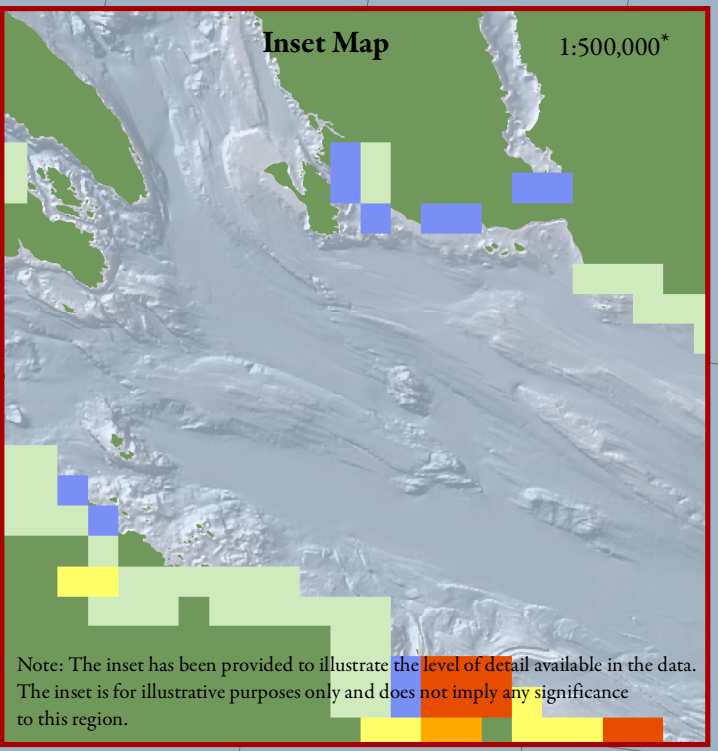 Inset Map
1:500,000*
Note: The inset has been provided to illustrate the level of detail available in the data.
The inset is for illustrative purposes only and does not imply any significance
to this region.